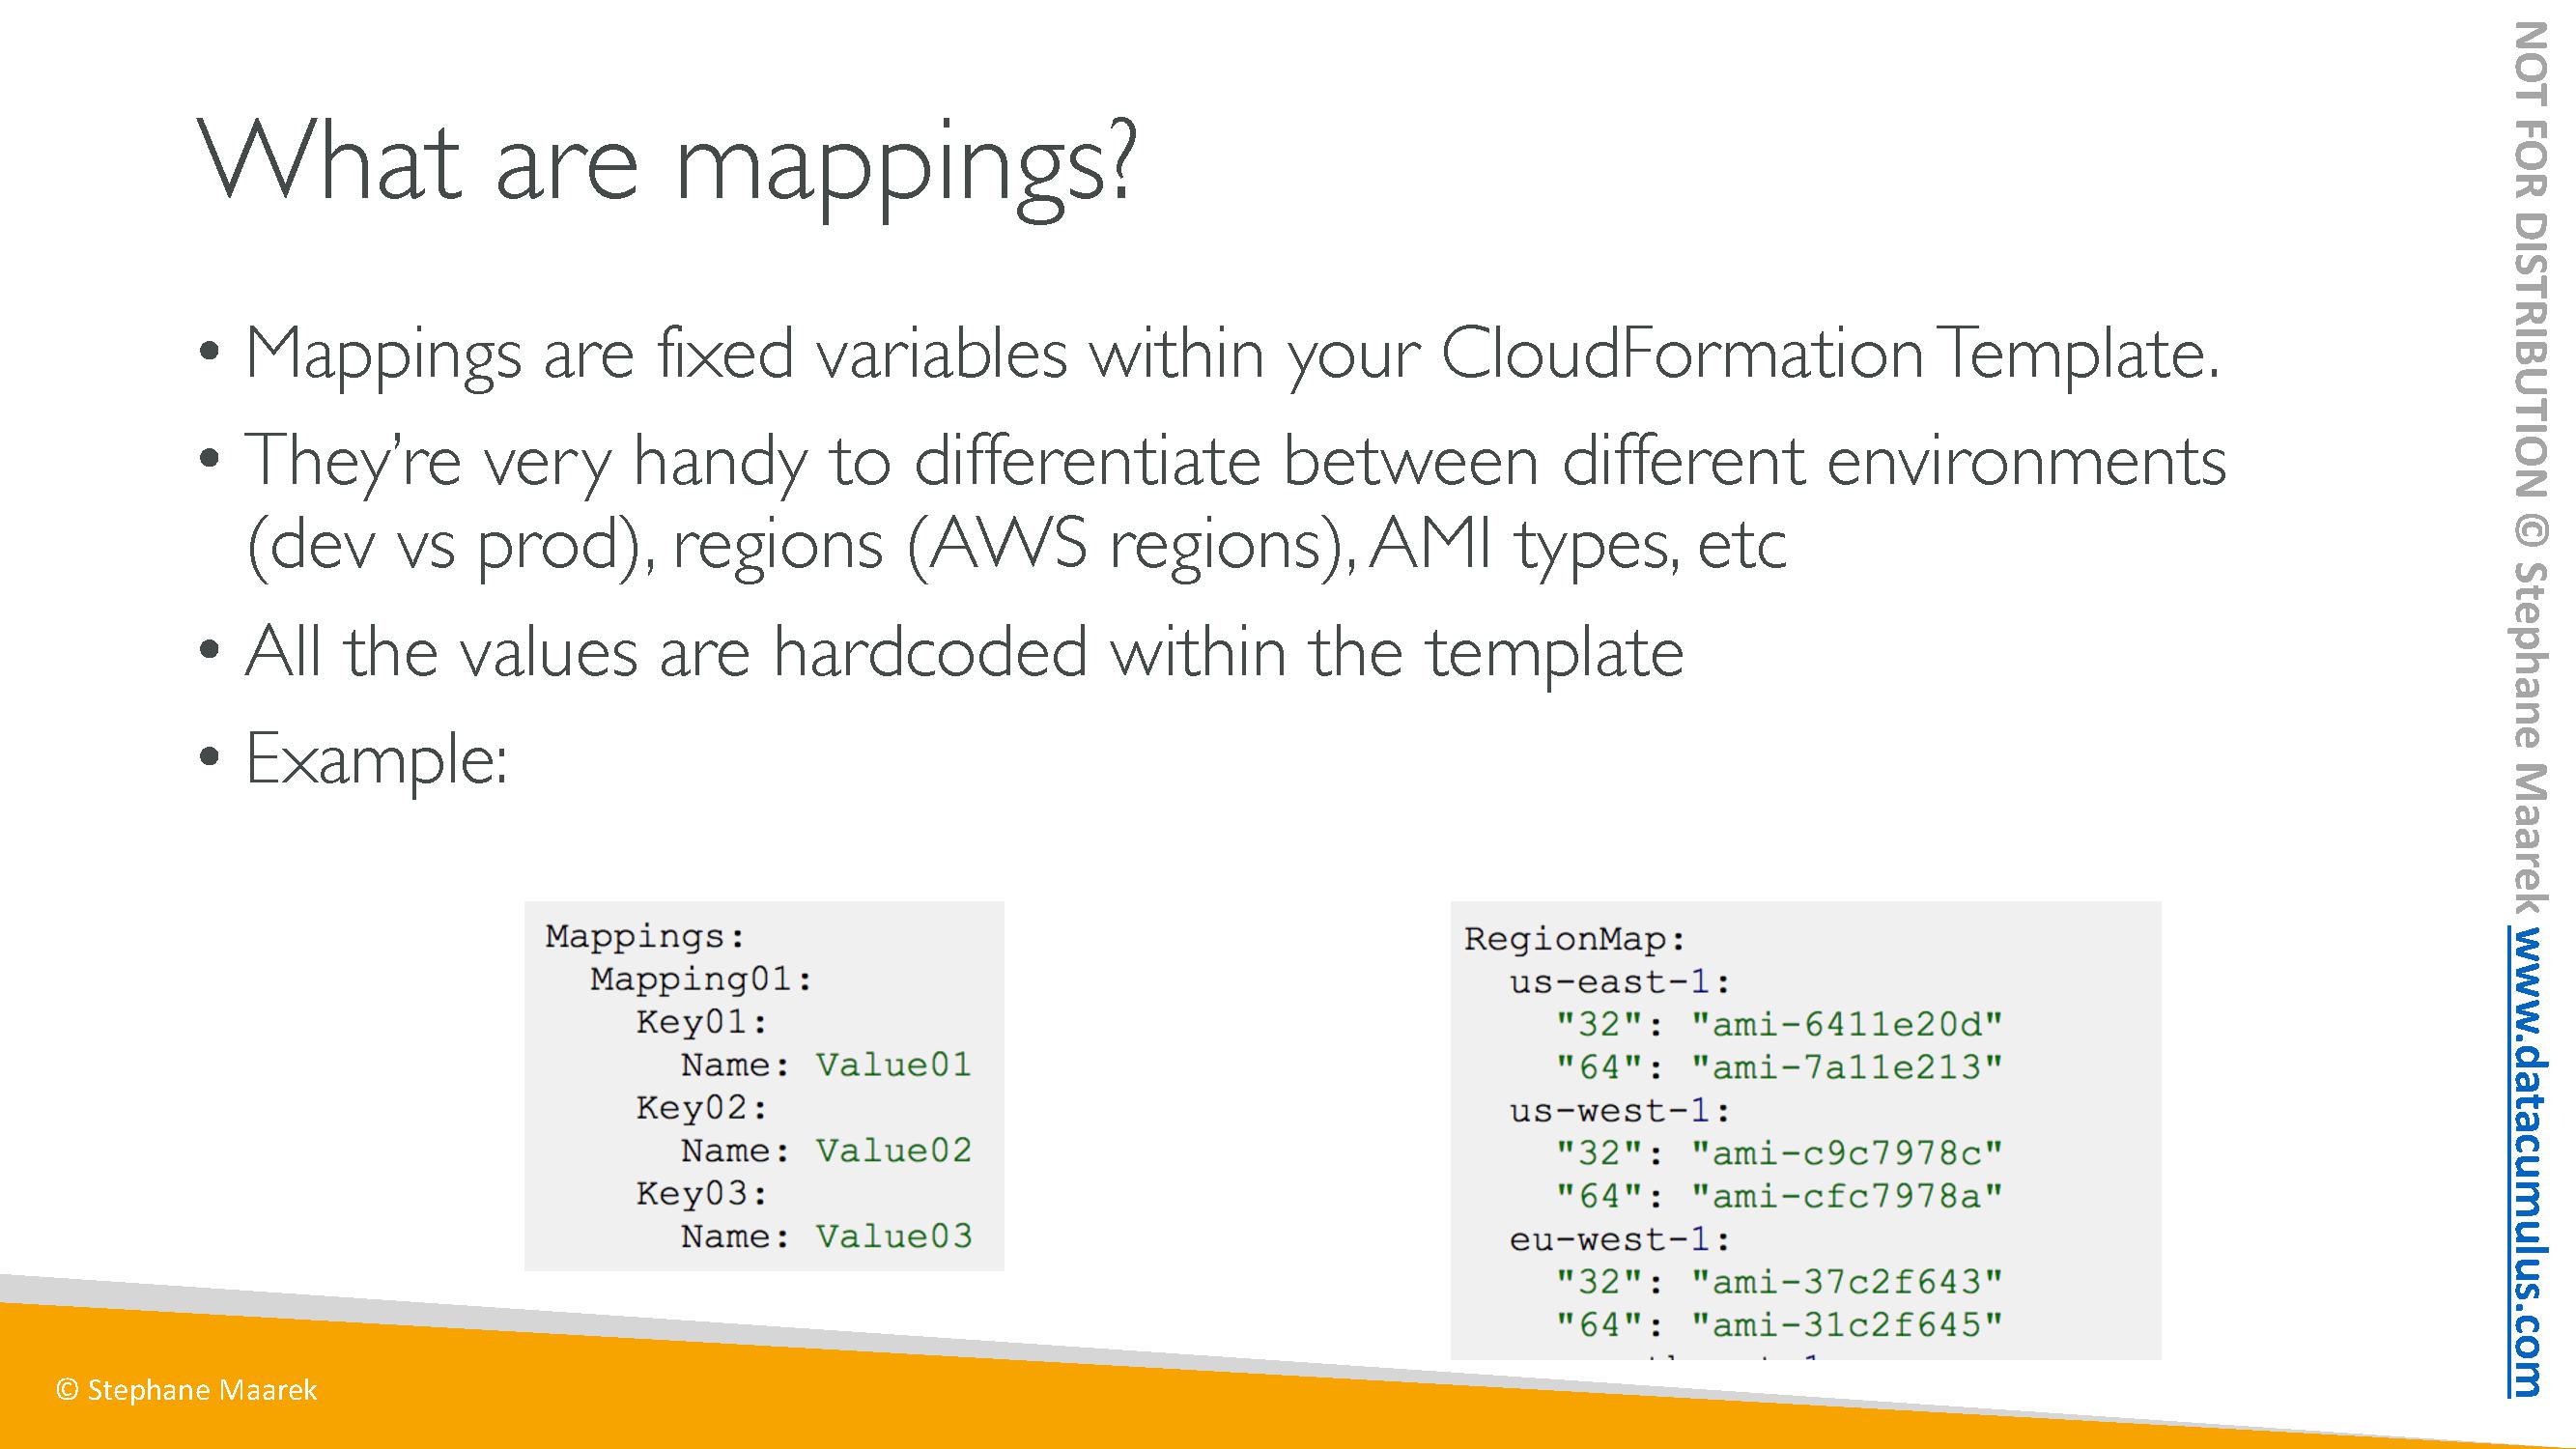 What are mappings?
• Mappings are fixed variables within your CloudFormation Template.
• They’re very handy to differentiate between different environments
(dev vs prod), regions (AWS regions), AMI types, etc
• All the values are hardcoded within the template
• Example:
Mappings:
  Mapping01:
    Key01:
      Name: Value01
    Key02:
      Name: Value02
    Key03:
      Name: Value03
RegionMap:
  us-east-1:
    "32": "ami-6411e20d"
    "64": "ami-7a11e213"
  us-west-1:
    "32": "ami-c9c7978c"
    "64": "ami-cfc7978a"
  eu-west-1:
    "32": "ami-37c2f643"
    "64": "ami-31c2f645"
© Stephane Maarek
NOT FOR DISTRIBUTION © Stephane Maarek www.datacumulus.com